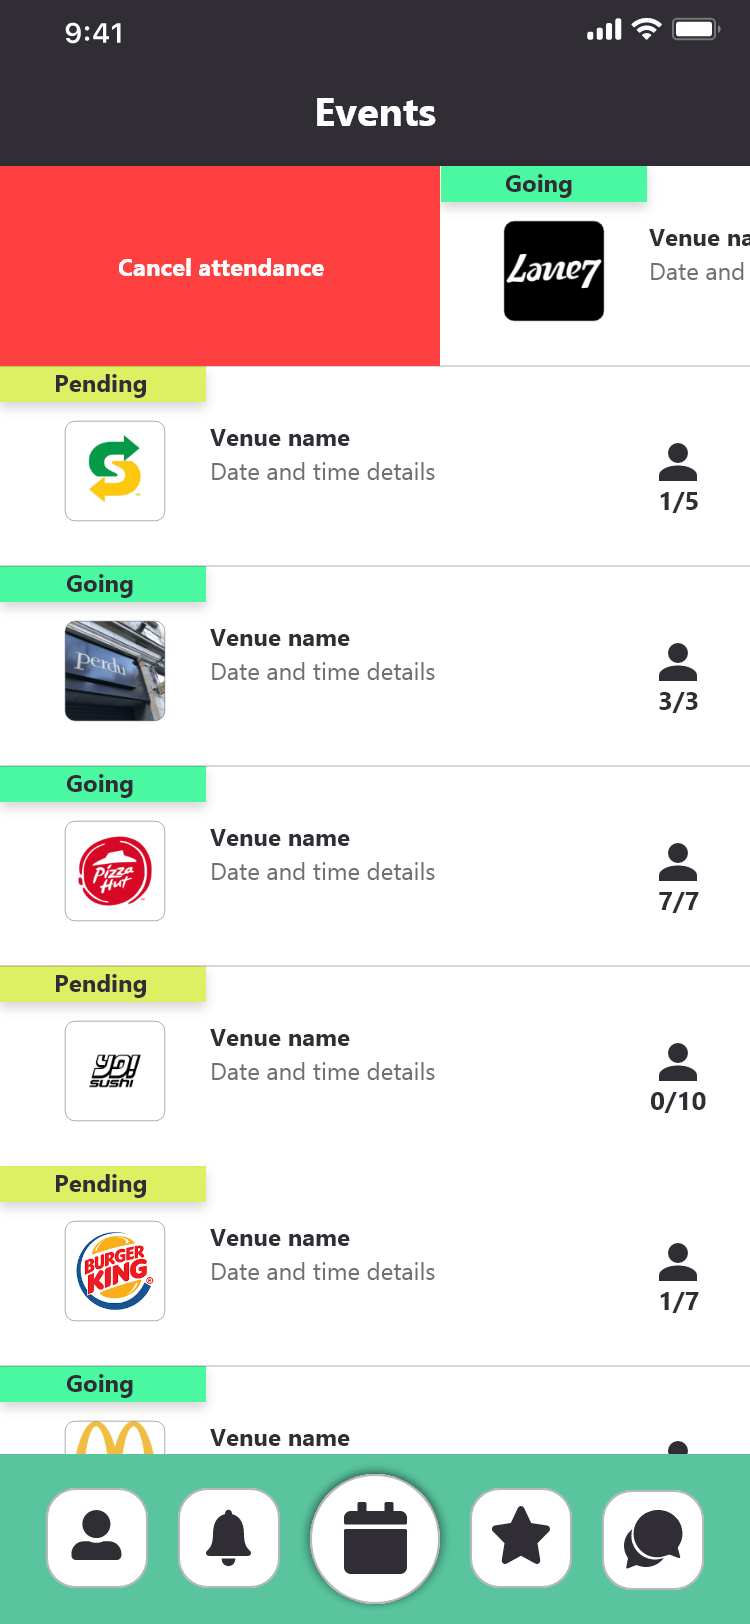 9:41
Events
Cancel attendance
Going
Lane7
Venue na
Date and
Pending
Venue name
Date and time details
1/5
Going
perdu
Venue name
Date and time details
3/3
Going
Pizza
Hut
Venue name
Date and time details
7/7
Pending
YO!
SUSHI
Venue name
Date and time details
0/10
Pending
BURGER
KING®
Venue name
Date and time details
1/7
Going
Venue name